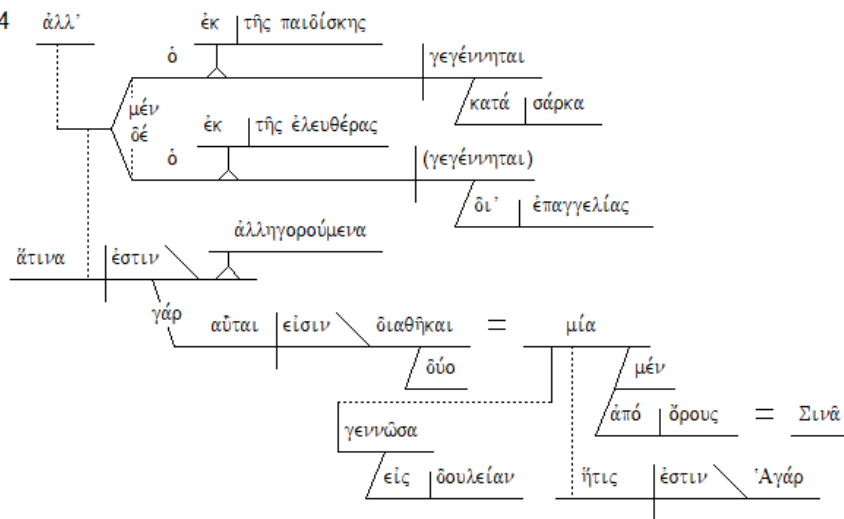 4 ἀλλ' ἐκ τῆς παιδίσκης
ὁ γεγέννηται
μέν κατά σάρκα
δέ
ἐκ τῆς ἐλευθέρας
ὁ (γεγέννηται)
δι' ἐπαγγελίας
ἀλληγορούμενα
ἅτινα ἐστιν
γάρ αὗταί εἰσιν διαθῆκαι = μία
δύο μέν
ἀπό ὄρους = Σινᾶ
γεννῶσα
εἰς δουλείαν ἥτις ἐστιν Ἁγάρ